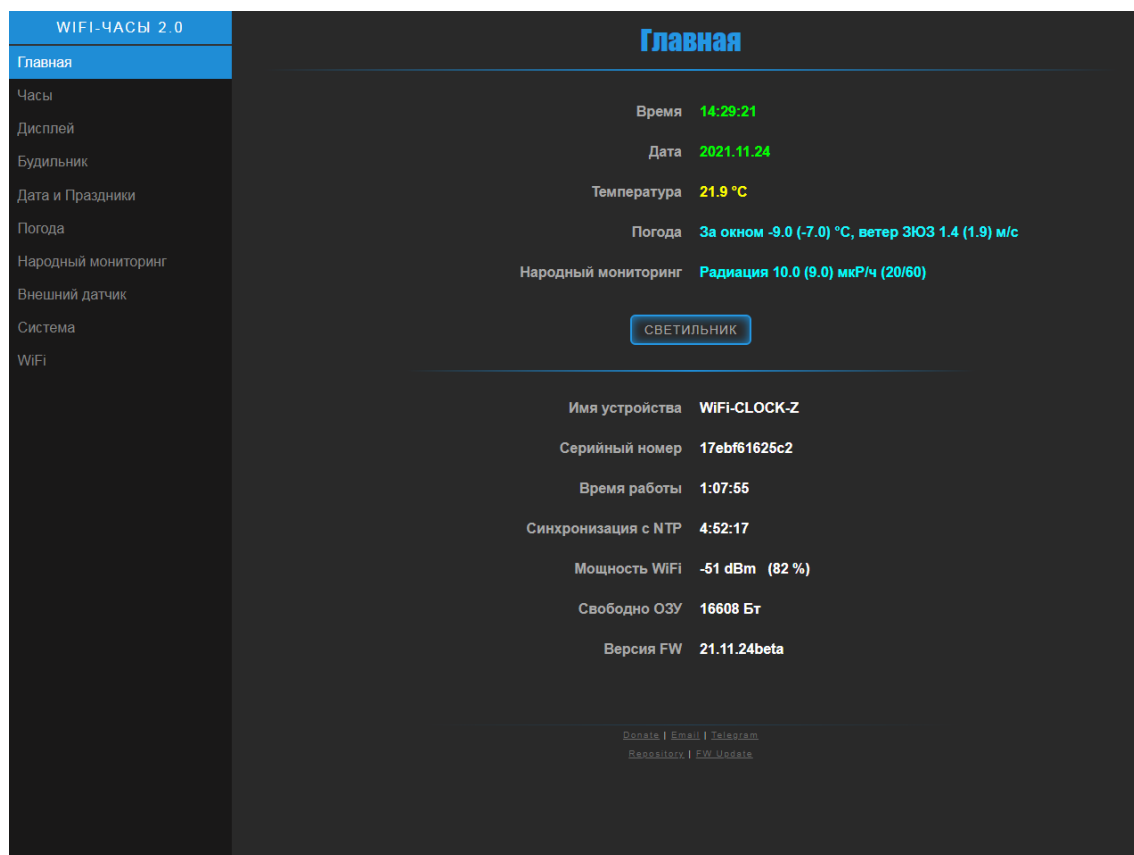 WIFI-ЧАСЫ 2.0
Главная
Часы
Дисплей
Будильник
Дата и Праздники
Погода
Народный мониторинг
Внешний датчик
Система
WiFi
Главная
Время 14:29:21
Дата 2021.11.24
Температура 21.9 °C
Погода За окном -9.0 (-7.0) °C, ветер ЗЮЗ 1.4 (1.9) м/с
Народный мониторинг Радиация 10.0 (9.0) мкР/ч (20/60)
СВЕТИЛЬНИК
Имя устройства WiFi-CLOCK-Z
Серийный номер 17ebf61625c2
Время работы 1:07:55
Синхронизация с NTP 4:52:17
Мощность WiFi -51 dBm (82 %)
Свободно ОЗУ 16608 Бт
Версия FW 21.11.24beta
Donate | Email | Telegram
Repository | FW Update